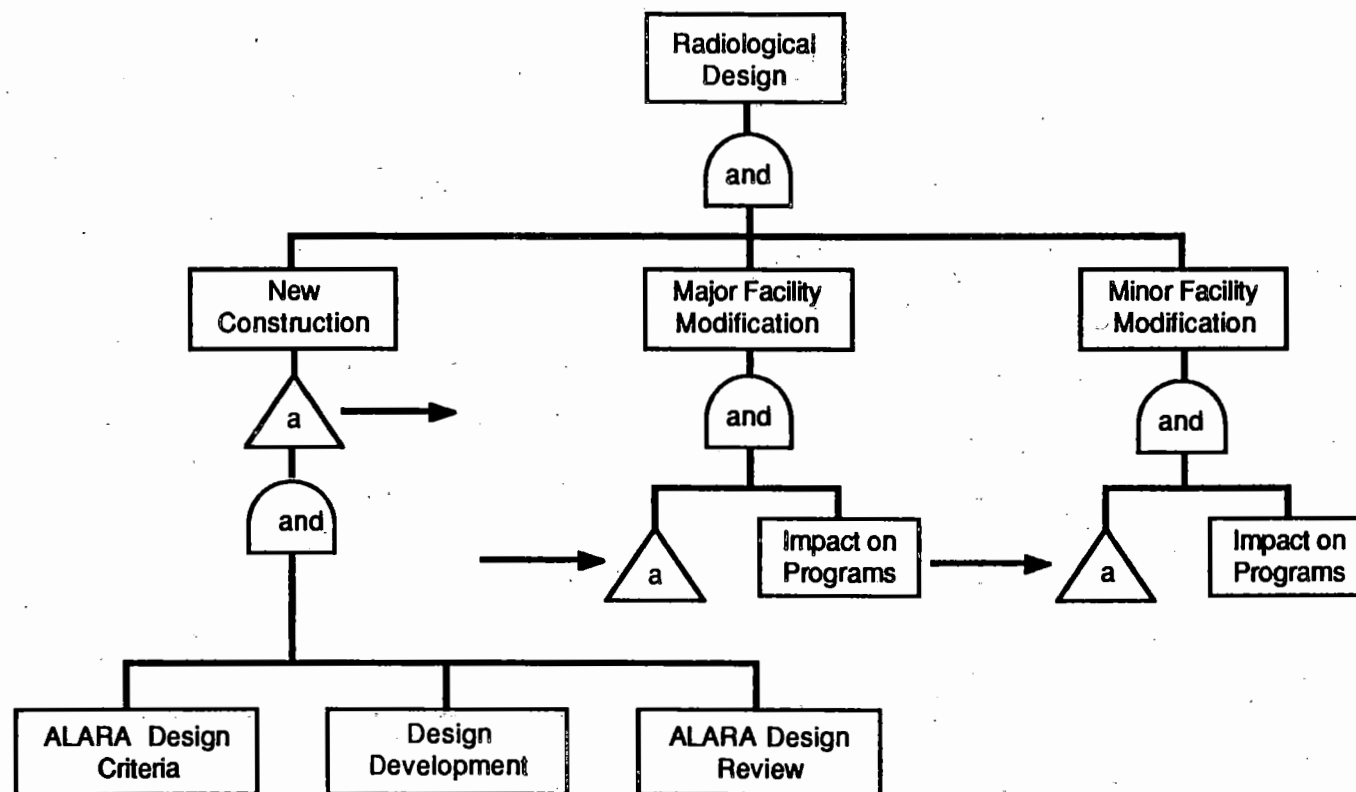 Radiological
Design
and
New
Construction
Major Facility
Modification
Minor Facility
Modification
a
and
and
and
a
Impact on
Programs
a
Impact on
Programs
ALARA Design
Criteria
Design
Development
ALARA Design
Review